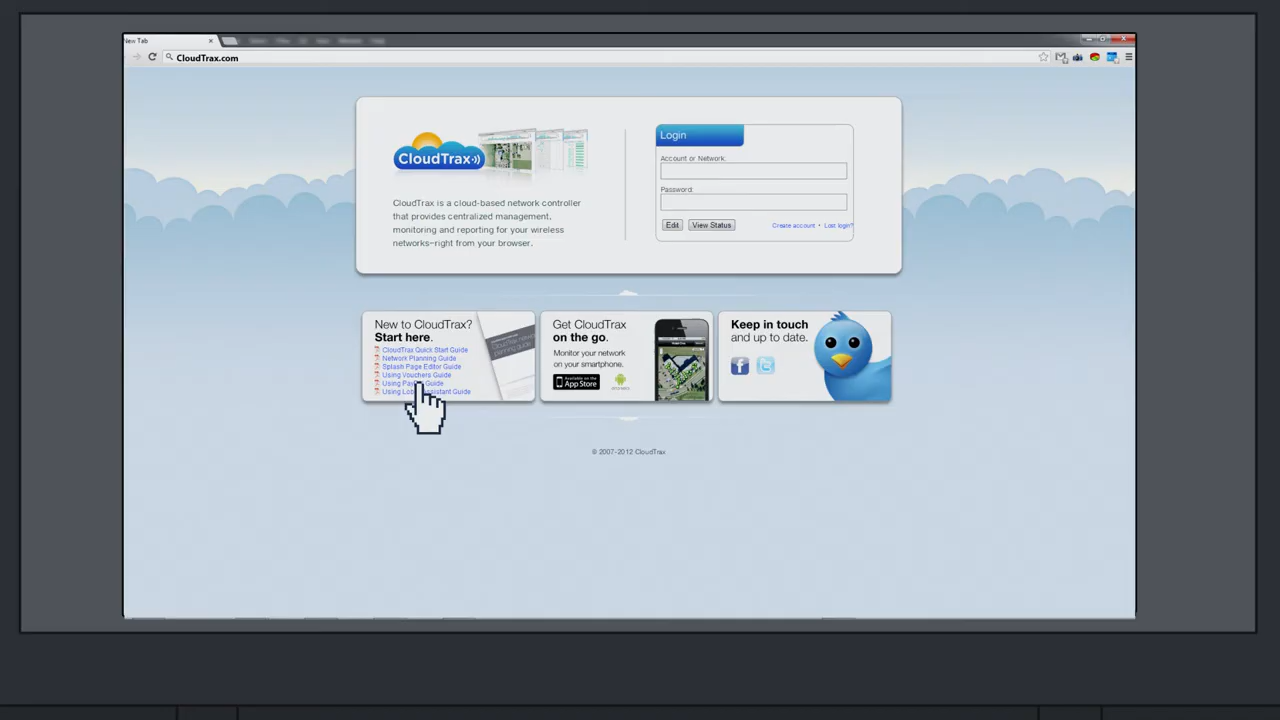 New Tab
CloudTrax.com
CloudTrax
CloudTrax is a cloud-based network controller
that provides centralized management,
monitoring and reporting for your wireless
networks–right from your browser.
Login
Account or Network:
Password:
Edit
View Status
Create account • Lost login?
New to CloudTrax?
Start here.
CloudTrax Quick Start Guide
Network Planning Guide
Splash Page Editor Guide
Using Vouchers Guide
Using Guide
Using Assistant Guide
Get CloudTrax
on the go.
Monitor your network
on your smartphone.
Available on the
App Store
Keep in touch
and up to date.
© 2007-2012 CloudTrax